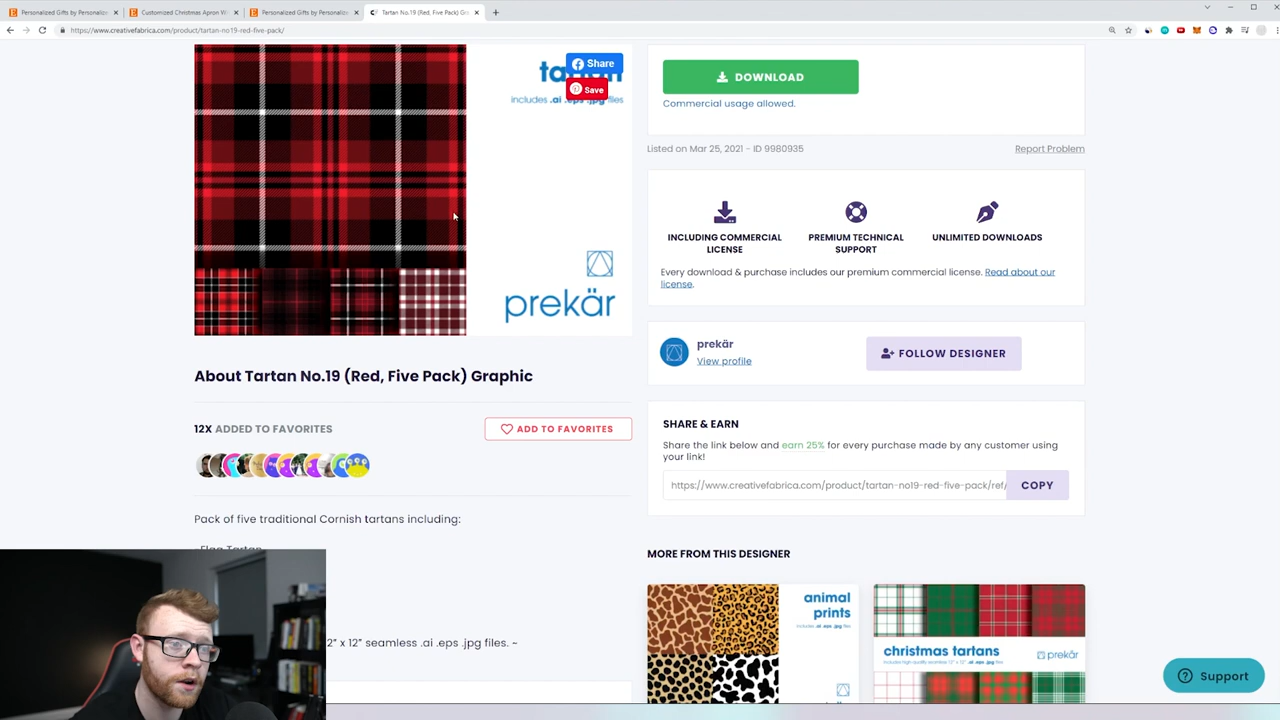 Personalized Gifts by Personaliz
Customized Christmas Apron W
Personalized Gifts by Personaliz
Tartan No.19 (Red, Five Pack) Gr
https://www.creativefabrica.com/product/tartan-no19-red-five-pack/
Share
Save
includes .ai .eps .jpg files
prekär
DOWNLOAD
Commercial usage allowed.
Listed on Mar 25, 2021 - ID 9980935
Report Problem
INCLUDING COMMERCIAL
LICENSE
PREMIUM TECHNICAL
SUPPORT
UNLIMITED DOWNLOADS
Every download & purchase includes our premium commercial license. Read about our
license.
prekär
View profile
FOLLOW DESIGNER
About Tartan No.19 (Red, Five Pack) Graphic
12X ADDED TO FAVORITES
ADD TO FAVORITES
SHARE & EARN
Share the link below and earn 25% for every purchase made by any customer using
your link!
https://www.creativefabrica.com/product/tartan-no19-red-five-pack/ref/
COPY
Pack of five traditional Cornish tartans including:
2" x 12" seamless .ai .eps .jpg files. ~
MORE FROM THIS DESIGNER
animal
prints
includes .ai .eps .jpg files
christmas tartans
prekär
Support